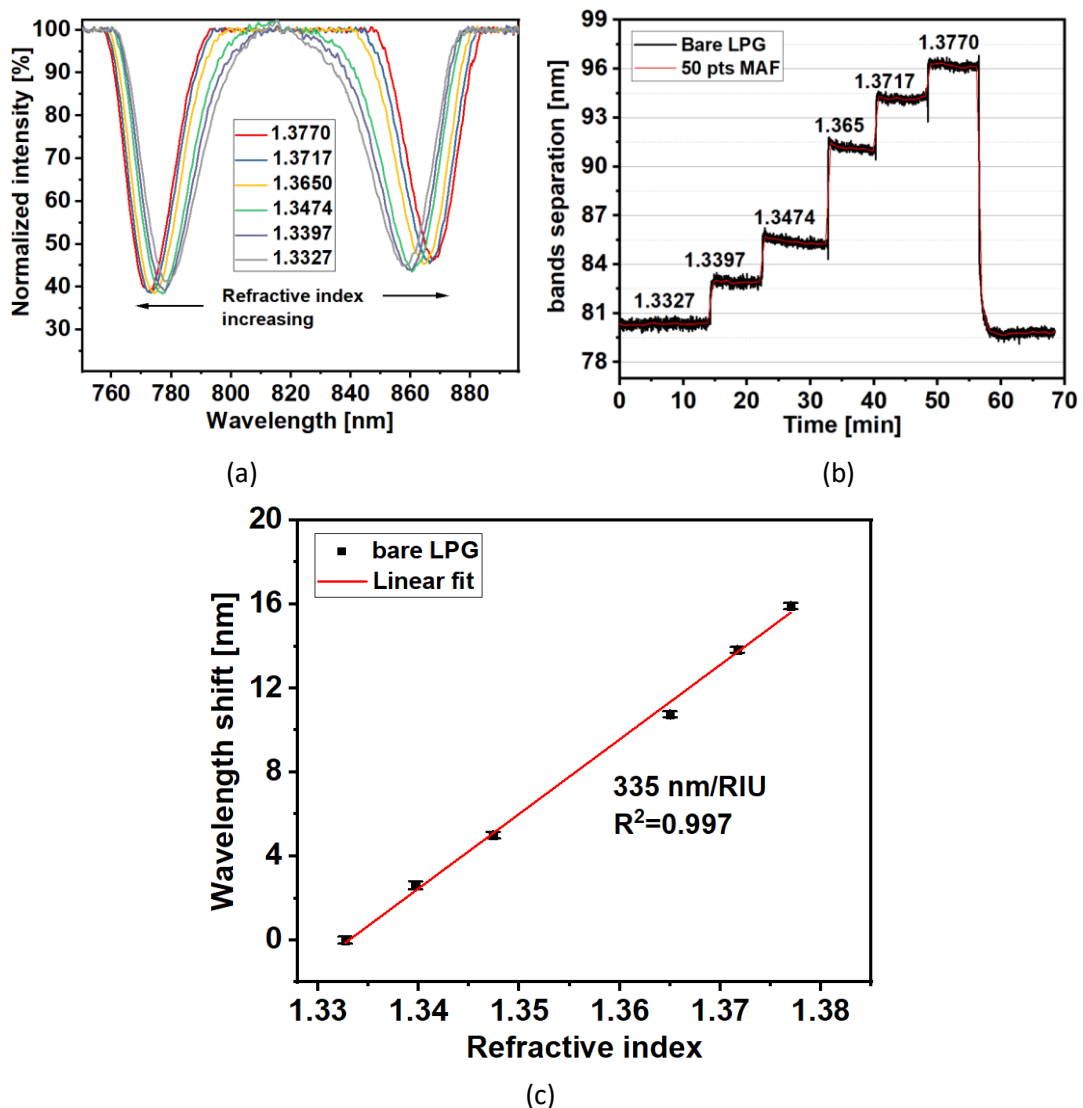 Normalized intensity [%]
100
90
80
70
60
50
40
30
1.3770
1.3717
1.3650
1.3474
1.3397
1.3327
Refractive index
increasing
760 780 800 820 840 860 880
Wavelength [nm]
(a)
bands separation [nm]
99
96
93
90
87
84
81
78
Bare LPG
50 pts MAF
1.3770
1.3717
1.365
1.3474
1.3397
1.3327
0 10 20 30 40 50 60 70
Time [min]
(b)
Wavelength shift [nm]
20
16
12
8
4
0
bare LPG
Linear fit
335 nm/RIU
R²=0.997
1.33 1.34 1.35 1.36 1.37 1.38
Refractive index
(c)